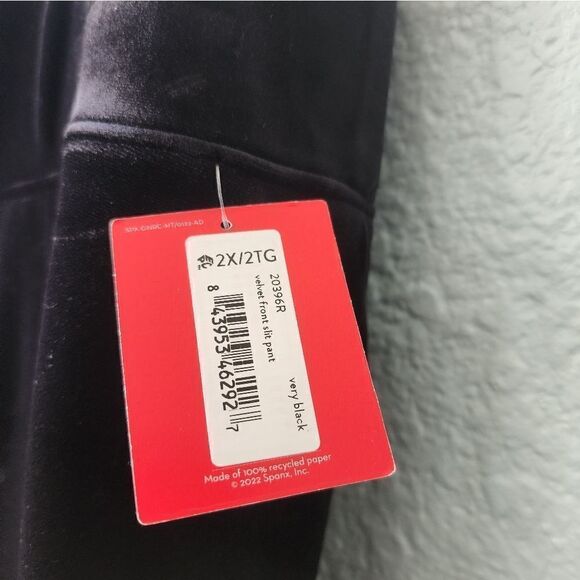 2X/2TG
20396R
velvet front slit pant
very black
8 43953 46292 7
Made of 100% recycled paper
© 2022 Spanx, Inc.